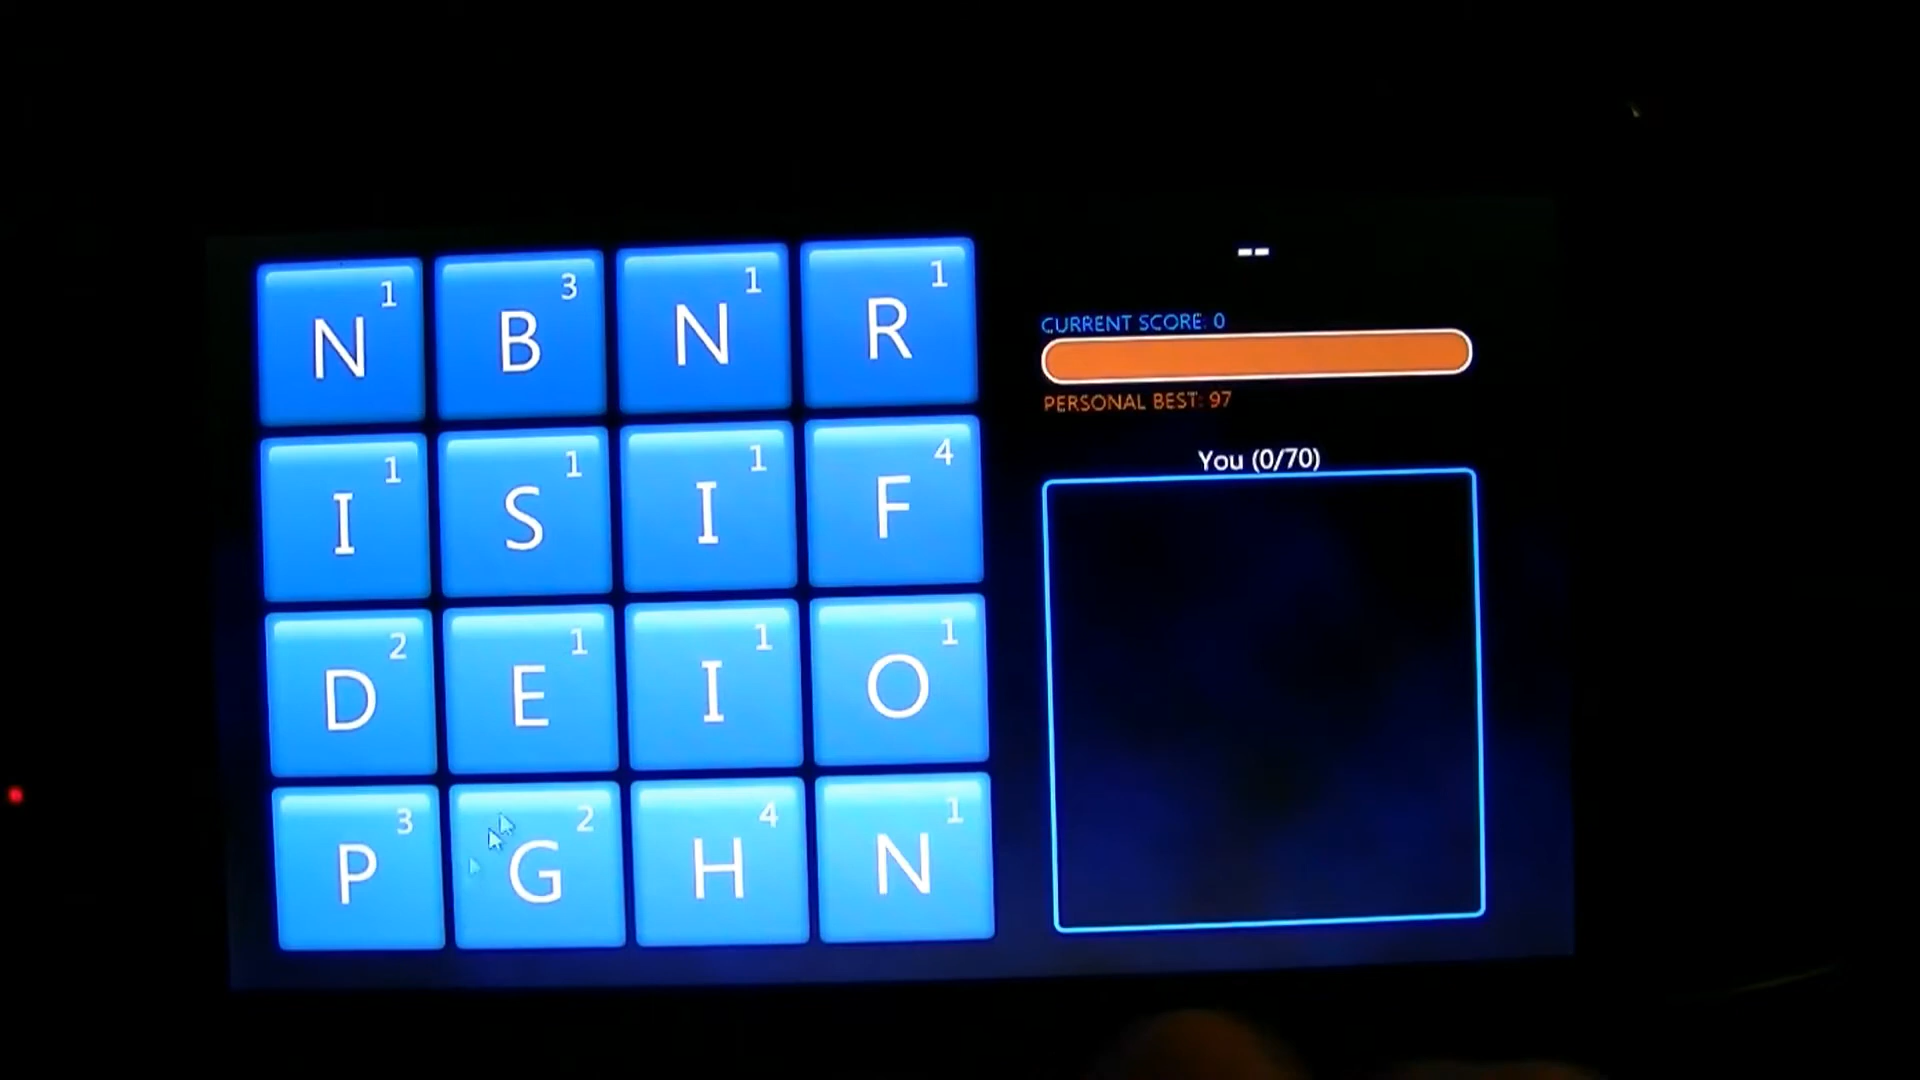 N 1 B 3 N 1 R 1
I 1 S 1 I 1 F 4
D 2 E 1 I 1 O 1
P 3 G 2 H 4 N 1
--
CURRENT SCORE: 0
PERSONAL BEST: 97
You (0/70)